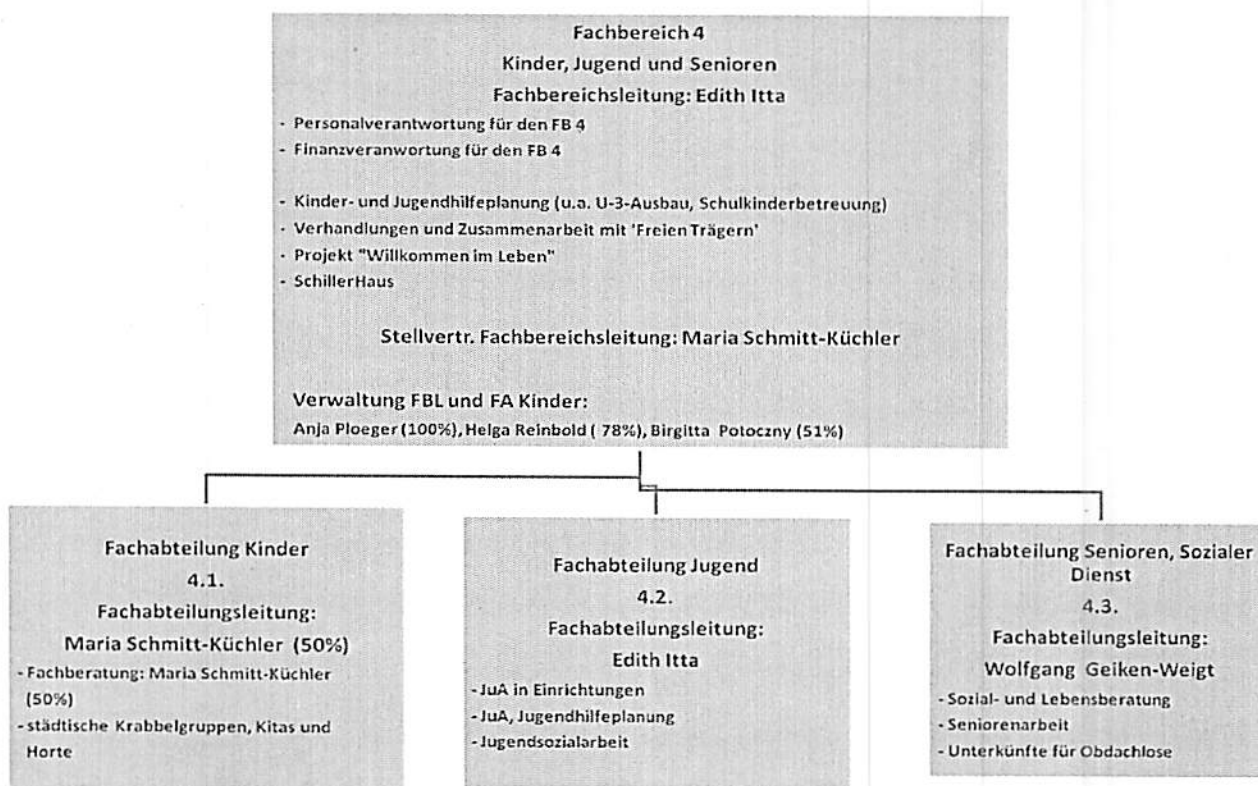 Fachbereich 4
Kinder, Jugend und Senioren
Fachbereichsleitung: Edith Itta
- Personalverantwortung für den FB 4
- Finanzveranwortung für den FB 4
- Kinder- und Jugendhilfeplanung (u.a. U-3-Ausbau, Schulkinderbetreuung)
- Verhandlungen und Zusammenarbeit mit 'Freien Trägern'
- Projekt "Willkommen im Leben"
- SchillerHaus
Stellvertr. Fachbereichsleitung: Maria Schmitt-Küchler
Verwaltung FBL und FA Kinder:
Anja Ploeger (100%), Helga Reinbold ( 78%), Birgitta Potoczny (51%)
Fachabteilung Kinder
4.1.
Fachabteilungsleitung:
Maria Schmitt-Küchler (50%)
- Fachberatung: Maria Schmitt-Küchler
(50%)
- städtische Krabbelgruppen, Kitas und
Horte
Fachabteilung Jugend
4.2.
Fachabteilungsleitung:
Edith Itta
- JuA in Einrichtungen
- JuA, Jugendhilfeplanung
- Jugendsozialarbeit
Fachabteilung Senioren, Sozialer
Dienst
4.3.
Fachabteilungsleitung:
Wolfgang Geiken-Weigt
- Sozial- und Lebensberatung
- Seniorenarbeit
- Unterkünfte für Obdachlose